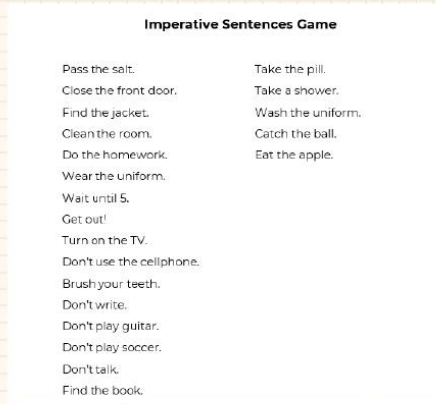 Imperative Sentences Game
Pass the salt.
Close the front door.
Find the jacket.
Clean the room.
Do the homework.
Wear the uniform.
Wait until 5.
Get out!
Turn on the TV.
Don't use the cellphone.
Brush your teeth.
Don't write.
Don't play guitar.
Don't play soccer.
Don't talk.
Find the book.
Take the pill.
Take a shower.
Wash the uniform.
Catch the ball.
Eat the apple.